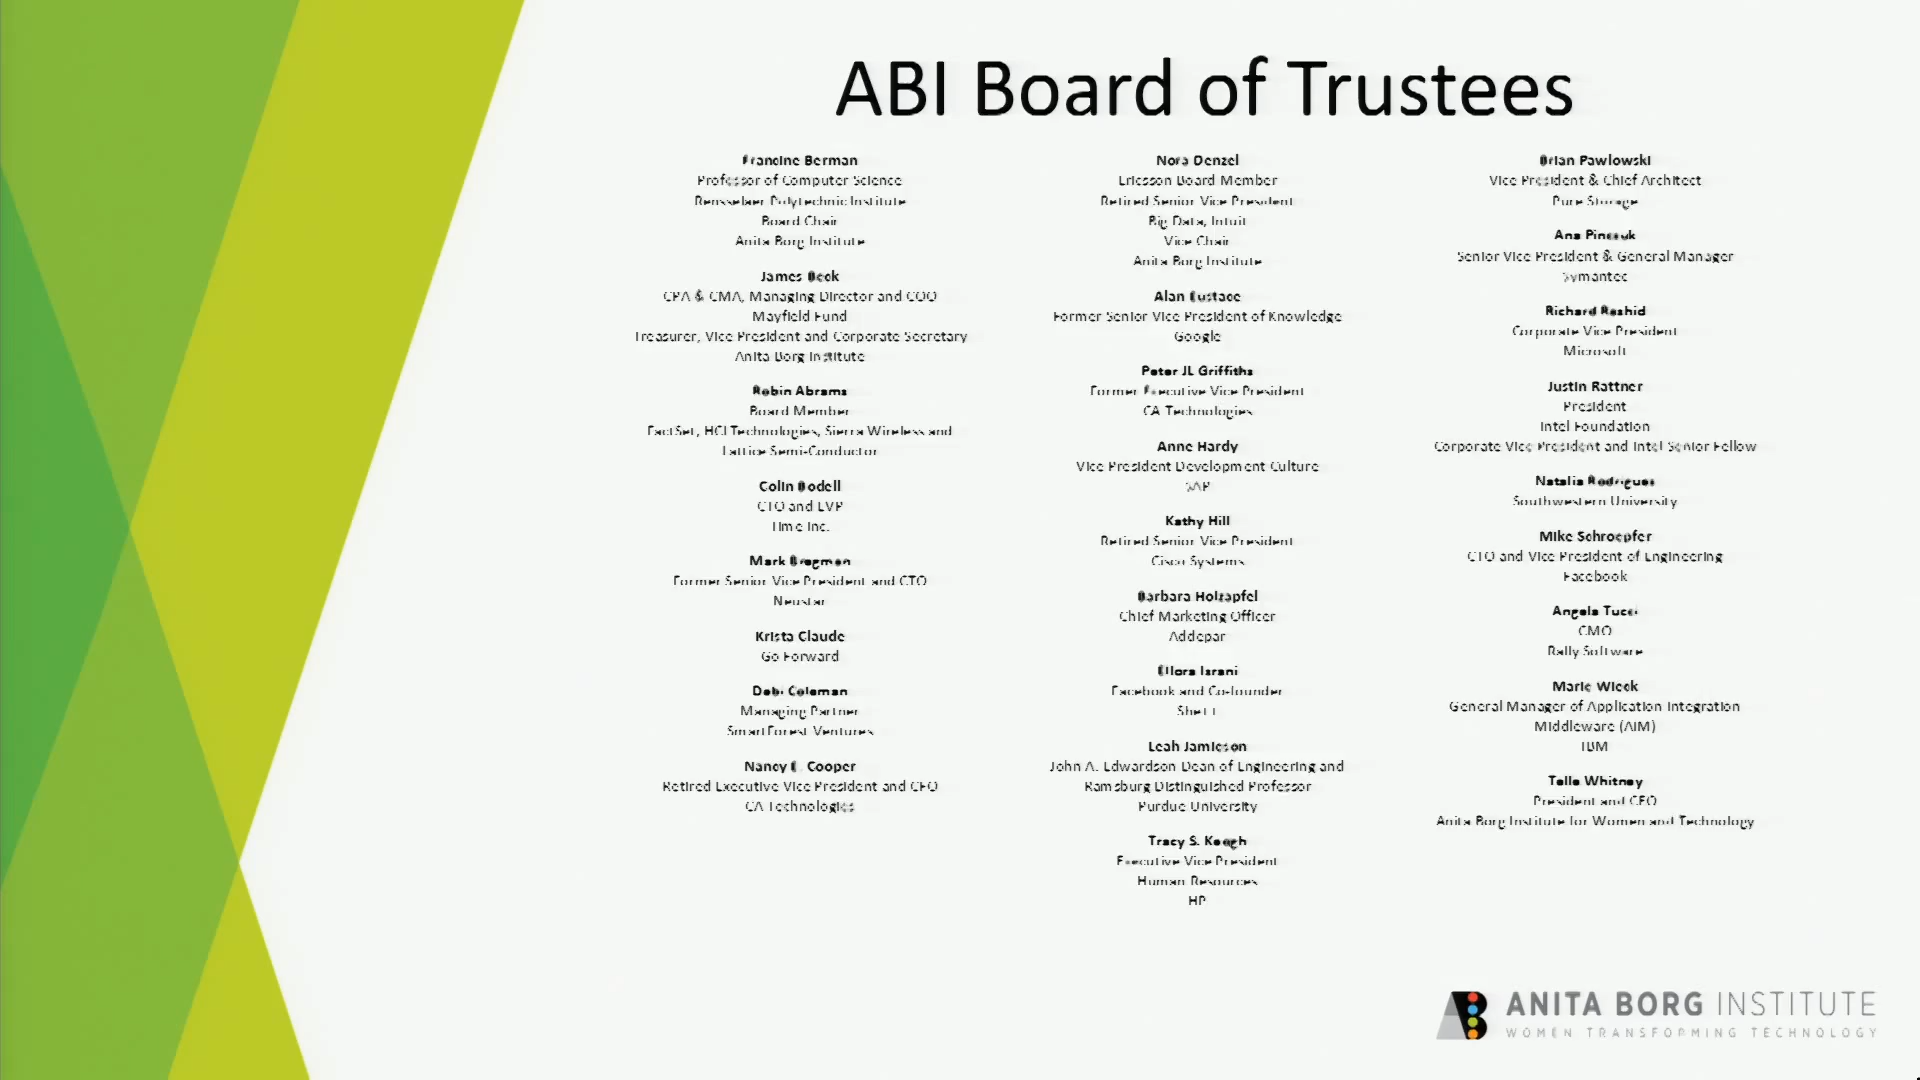 ABI Board of Trustees
Francine Berman
Professor of Computer Science
Rensselaer Polytechnic Institute
Board Chair
Anita Borg Institute
James Beck
CPA & CMA, Managing Director and COO
Mayfield Fund
Treasurer, Vice President and Corporate Secretary
Anita Borg Institute
Robin Abrams
Board Member
FactSet, HCl Technologies, Sierra Wireless and
Lattice Semi-Conductor
Colin Bodell
CTO and EVP
Time Inc.
Mark Bregman
Former Senior Vice President and CTO
Neustar
Krista Claude
Go Forward
Debi Coleman
Managing Partner
SmartForest Ventures
Nancy E. Cooper
Retired Executive Vice President and CFO
CA Technologies
Nora Denzel
Ericsson Board Member
Retired Senior Vice President
Big Data, Intuit
Vice Chair
Anita Borg Institute
Alan Eustace
Former Senior Vice President of Knowledge
Google
Peter JL Griffiths
Former Executive Vice President
CA Technologies
Anne Hardy
Vice President Development Culture
SAP
Kathy Hill
Retired Senior Vice President
Cisco Systems
Barbara Holzapfel
Chief Marketing Officer
Addepar
Ellora Israni
Facebook and Co-founder
She++
Leah Jamieson
John A. Edwardson Dean of Engineering and
Ramsburg Distinguished Professor
Purdue University
Tracy S. Keogh
Executive Vice President
Human Resources
HP
Brian Pawlowski
Vice President & Chief Architect
Pure Storage
Ana Pinczuk
Senior Vice President & General Manager
Symantec
Richard Rashid
Corporate Vice President
Microsoft
Justin Rattner
President
Intel Foundation
Corporate Vice President and Intel Senior Fellow
Natalia Rodriguez
Southwestern University
Mike Schroepfer
CTO and Vice President of Engineering
Facebook
Angela Tucci
CMO
Rally Software
Marie Wieck
General Manager of Application Integration
Middleware (AIM)
IBM
Telle Whitney
President and CEO
Anita Borg Institute for Women and Technology
ANITA BORG INSTITUTE
WOMEN TRANSFORMING TECHNOLOGY